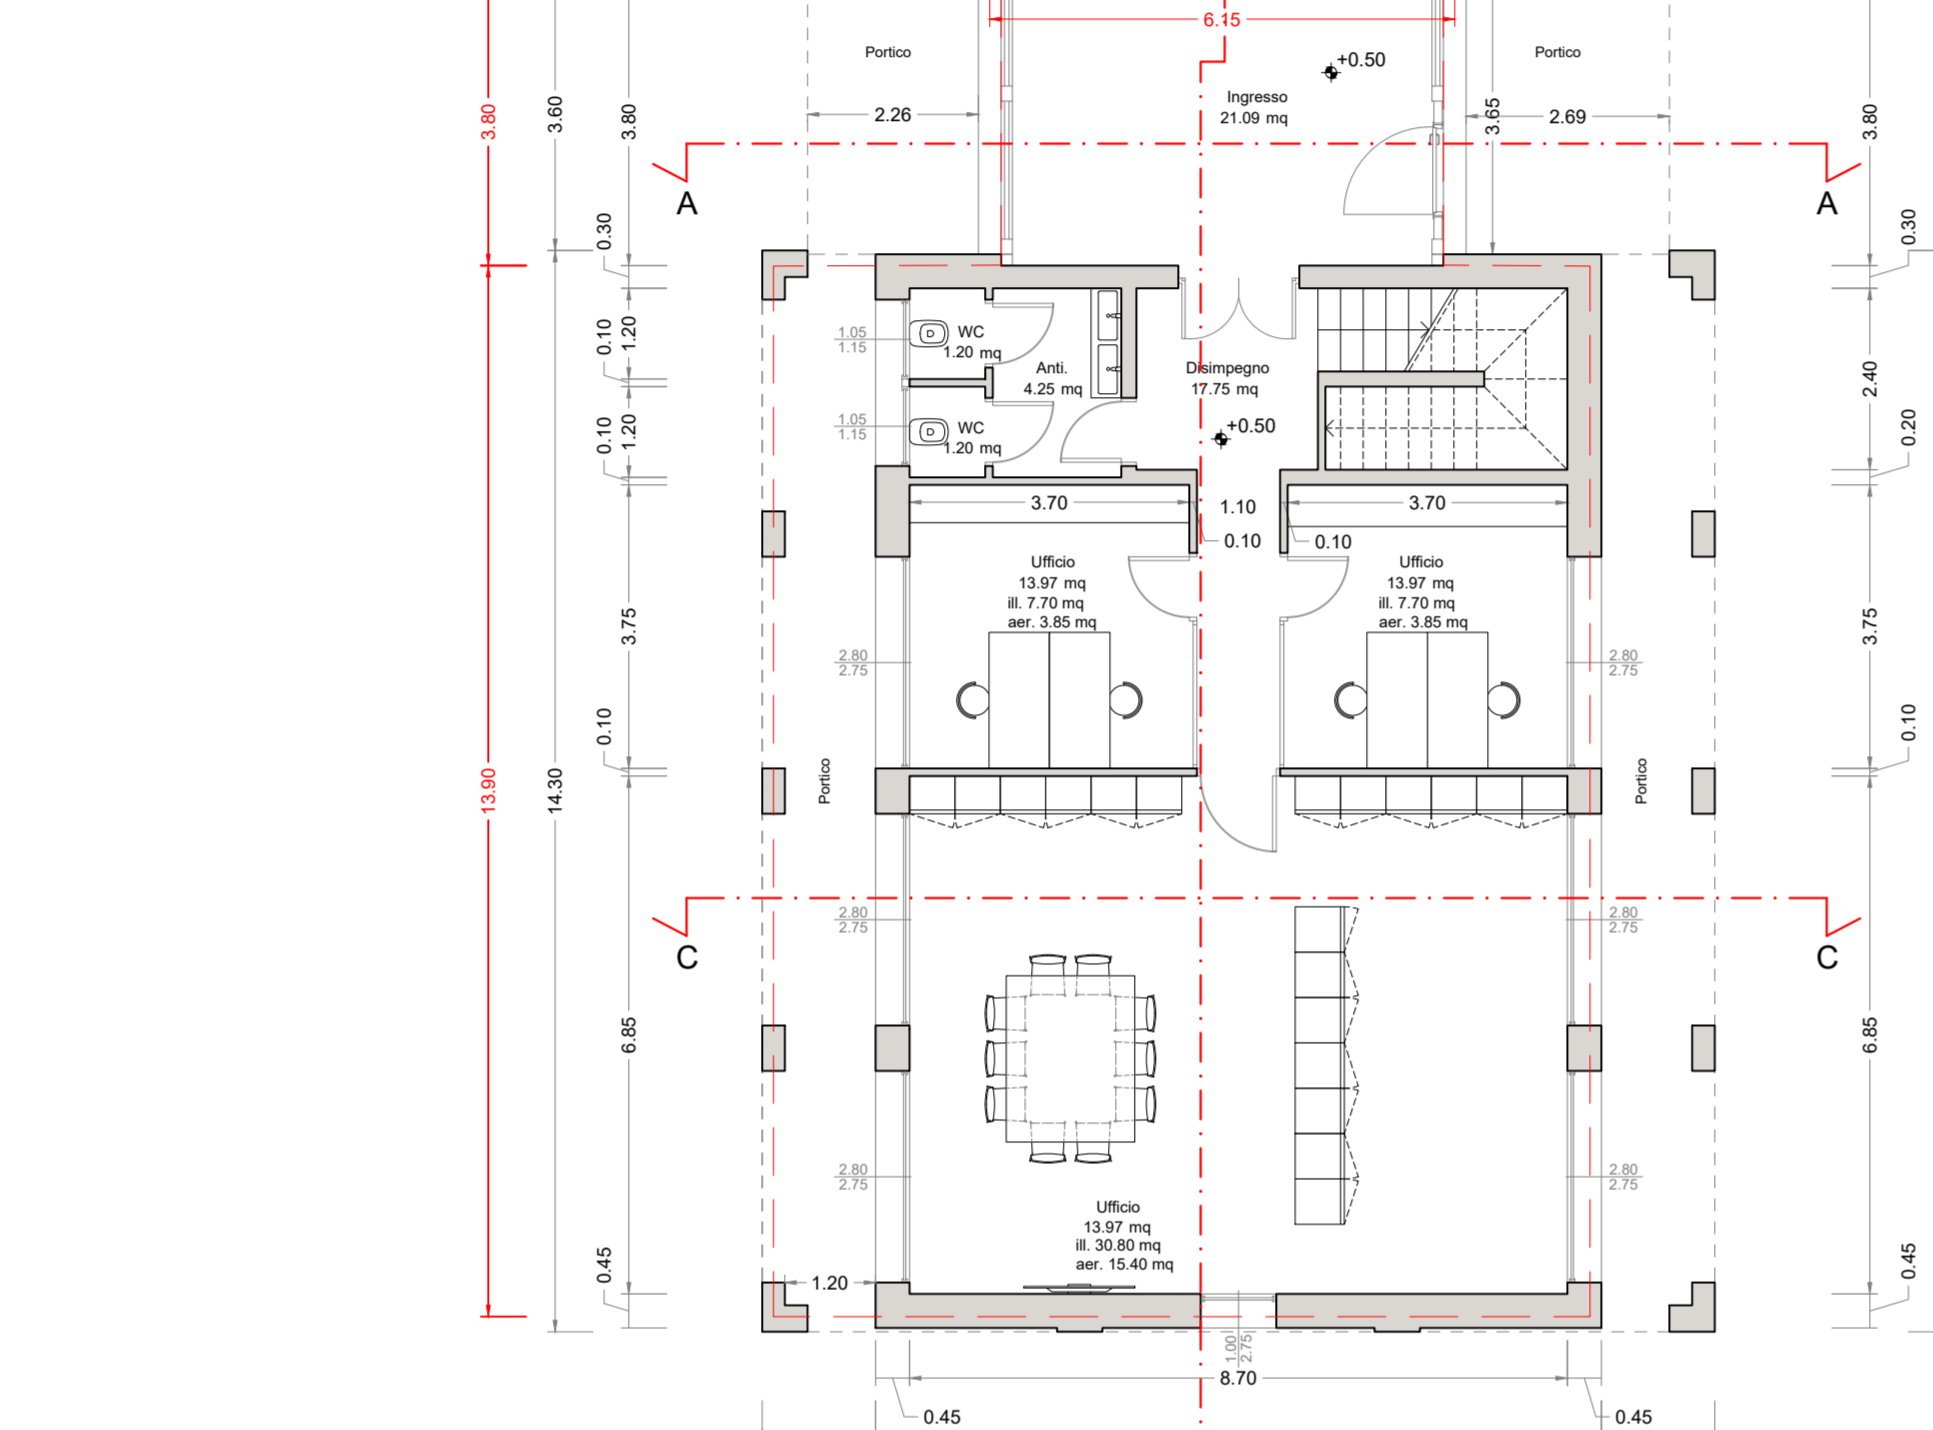 6.15
Portico
Portico
+0.50
Ingresso
21.09 mq
3.80
3.60
3.80
2.26
3.65
2.69
3.80
A
A
0.30
0.30
1.05
1.15
WC
1.20 mq
0.10
1.20
Anti.
4.25 mq
Disimpegno
17.75 mq
2.40
+0.50
1.05
1.15
WC
1.20 mq
0.10
1.20
0.20
D
D
3.70
1.10
3.70
0.10
0.10
Ufficio
13.97 mq
ill. 7.70 mq
aer. 3.85 mq
Ufficio
13.97 mq
ill. 7.70 mq
aer. 3.85 mq
3.75
3.75
2.80
2.75
2.80
2.75
0.10
0.10
13.90
14.30
Portico
Portico
2.80
2.75
2.80
2.75
C
C
6.85
6.85
2.80
2.75
2.80
2.75
Ufficio
13.97 mq
ill. 30.80 mq
aer. 15.40 mq
0.45
1.20
0.45
1.00
2.75
8.70
0.45
0.45